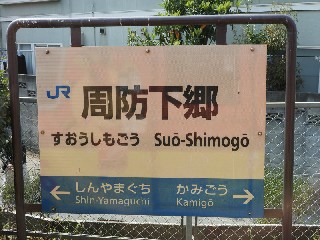 JR
周防下郷
すおうしもごう Suō-Shimogō
← しんやまぐち かみごう →
Shin-Yamaguchi Kamigō